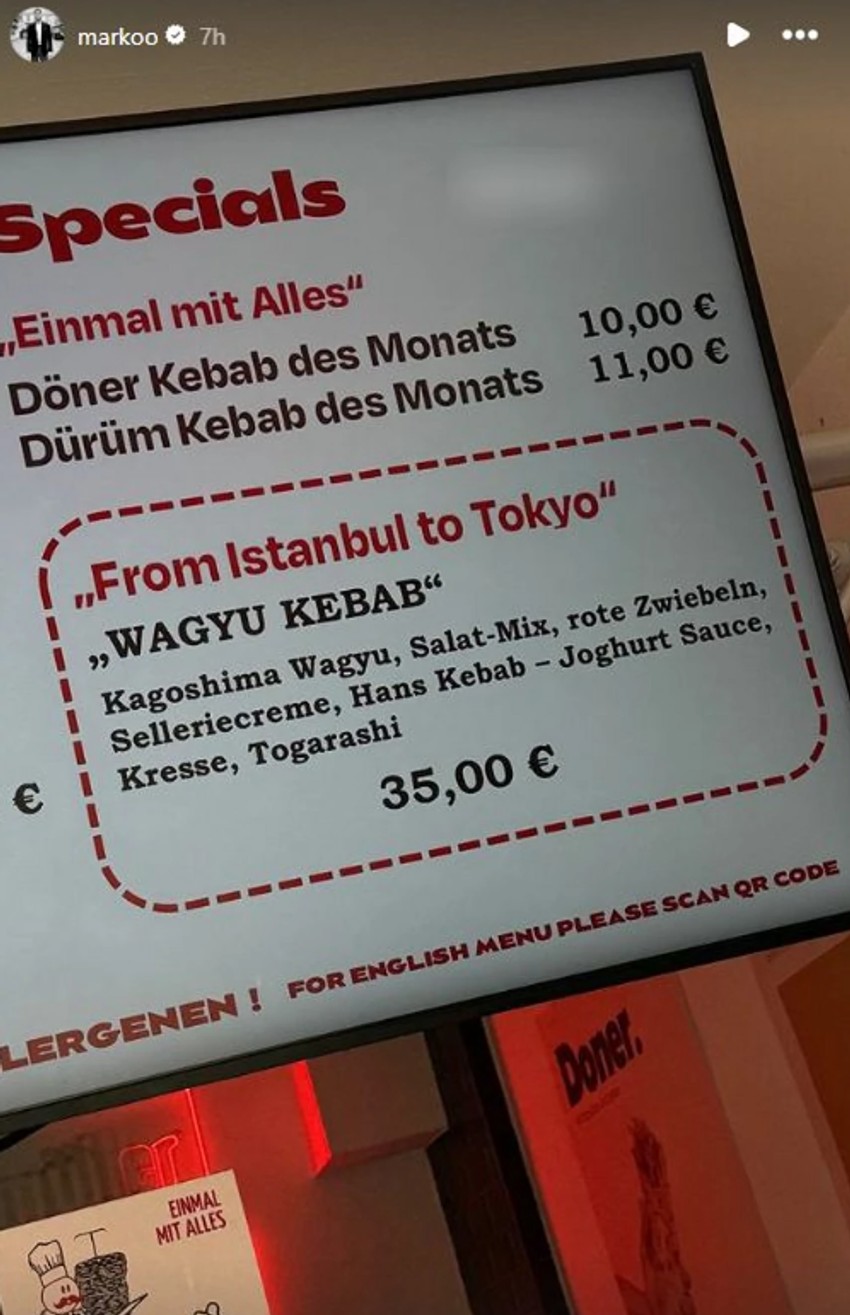 markoo 7h
Specials
„Einmal mit Alles“
Döner Kebab des Monats 10,00 €
Dürüm Kebab des Monats 11,00 €
„From Istanbul to Tokyo“
„WAGYU KEBAB“
Kagoshima Wagyu, Salat-Mix, rote Zwiebeln,
Selleriecreme, Hans Kebab – Joghurt Sauce,
Kresse, Togarashi
€
35,00 €
LERGENEN ! FOR ENGLISH MENU PLEASE SCAN QR CODE
Doner.
er
EINMAL
MIT ALLES